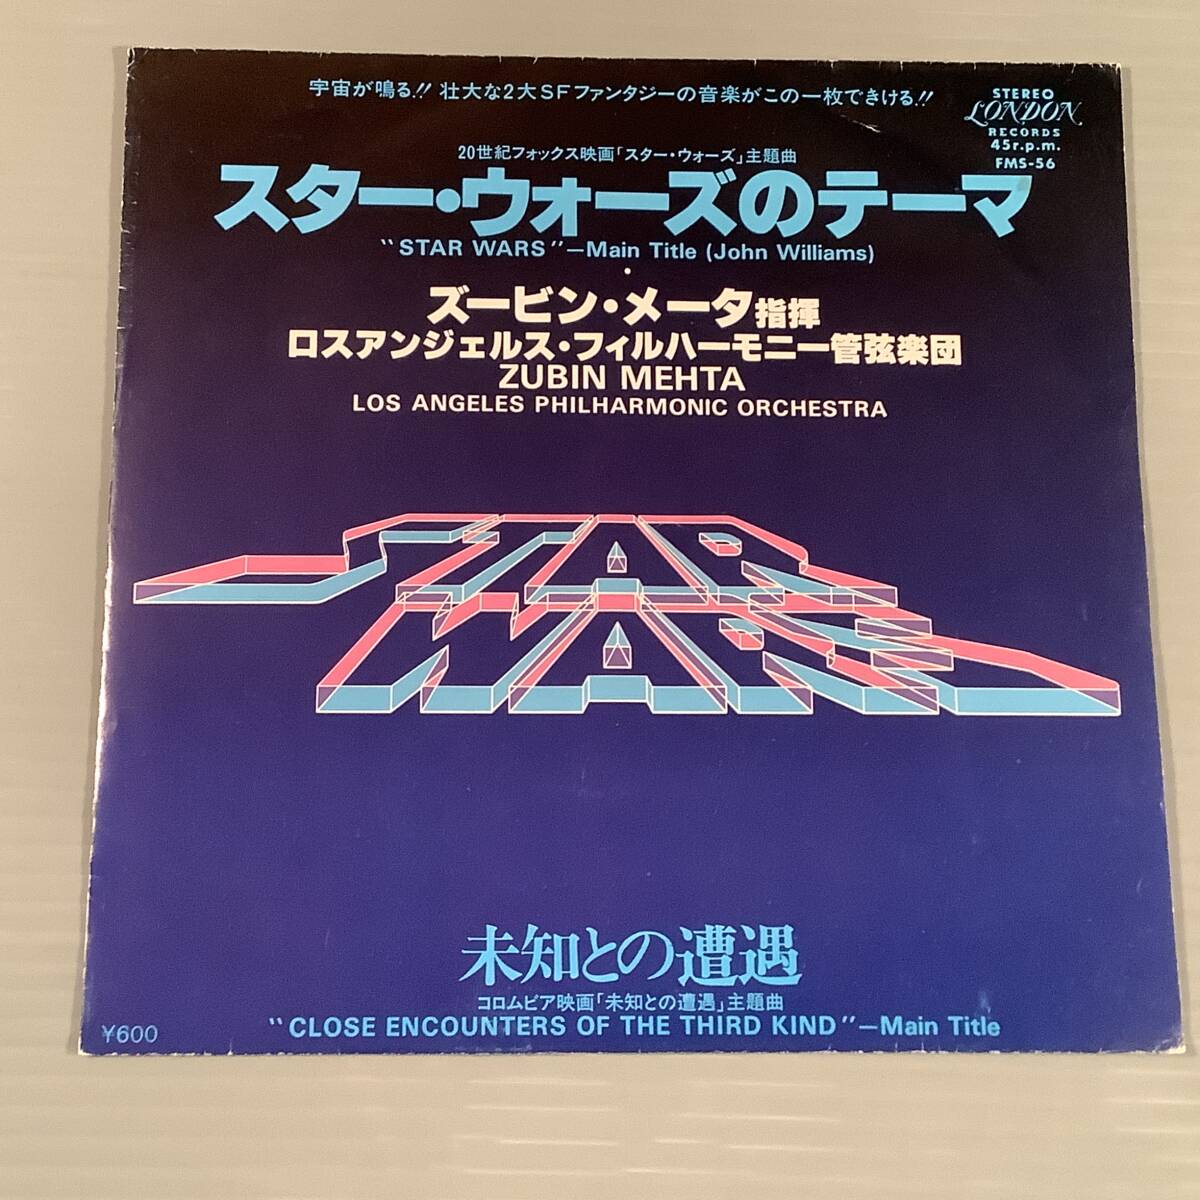 宇宙が鳴る!! 壮大な2大SFファンタジーの音楽がこの一枚できける!!
STEREO
LONDON
RECORDS
45r.p.m.
FMS-56
20世紀フォックス映画「スター・ウォーズ」主題曲
スター・ウォーズのテーマ
"STAR WARS"—Main Title (John Williams)
ズービン・メータ指揮
ロスアンジェルス・フィルハーモニー管弦楽団
ZUBIN MEHTA
LOS ANGELES PHILHARMONIC ORCHESTRA
STAR
WARS
未知との遭遇
コロムビア映画「未知との遭遇」主題曲
"CLOSE ENCOUNTERS OF THE THIRD KIND"—Main Title
¥600